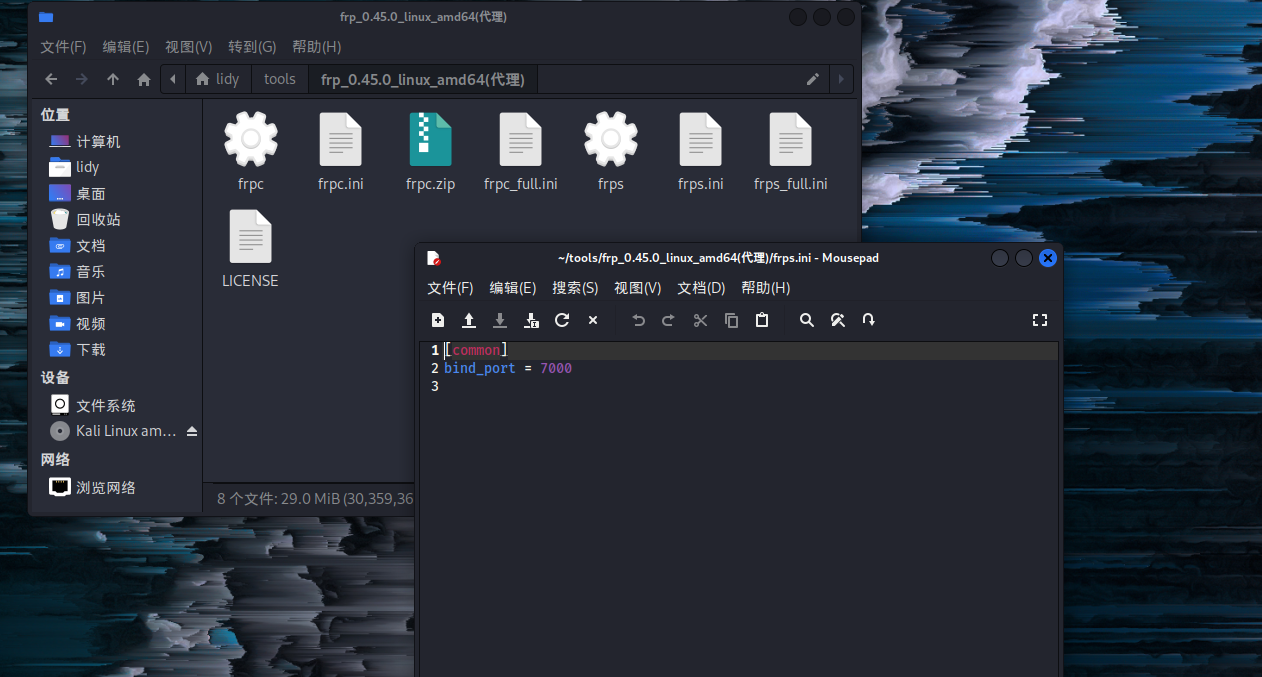 frp_0.45.0_linux_amd64(代理)
文件(F) 编辑(E) 视图(V) 转到(G) 帮助(H)
lidy tools frp_0.45.0_linux_amd64(代理)
位置
计算机
lidy
桌面
回收站
文档
音乐
图片
视频
下载
设备
文件系统
Kali Linux am...
网络
浏览网络
frpc frpc.ini frpc.zip frpc_full.ini frps frps.ini frps_full.ini
LICENSE
8 个文件: 29.0 MiB (30,359,36
~/tools/frp_0.45.0_linux_amd64(代理)/frps.ini - Mousepad
文件(F) 编辑(E) 搜索(S) 视图(V) 文档(D) 帮助(H)
1 [common]
2 bind_port = 7000
3